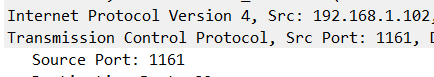 Internet Protocol Version 4, Src: 192.168.1.102,
Transmission Control Protocol, Src Port: 1161, D
Source Port: 1161